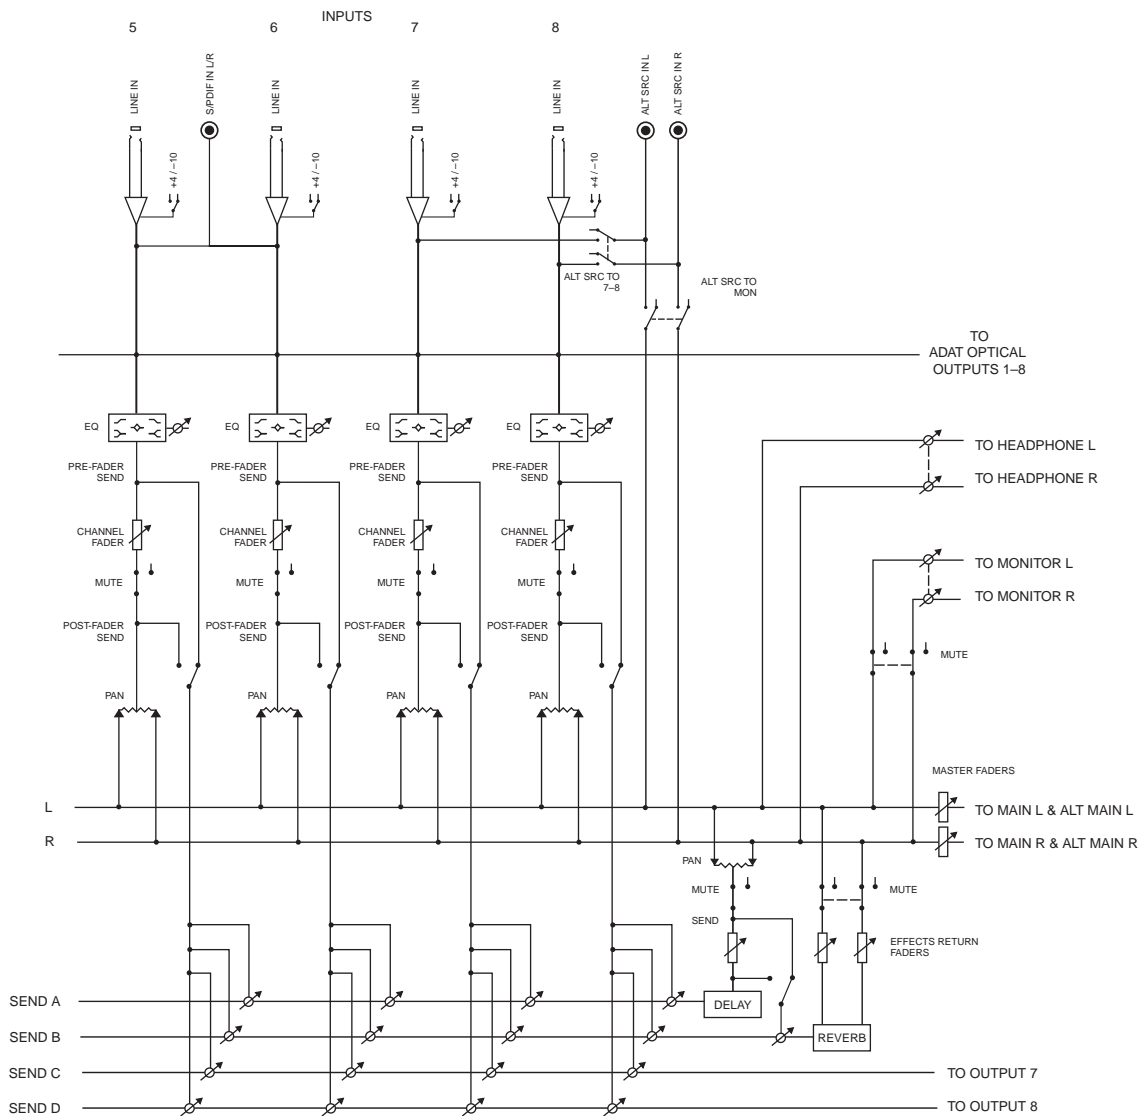 INPUTS
5 6 7 8
LINE IN
S/PDIF IN L/R
LINE IN
LINE IN
LINE IN
ALT SRC IN L
ALT SRC IN R
+4 / –10
+4 / –10
+4 / –10
+4 / –10
ALT SRC TO
7–8
ALT SRC TO
MON
TO
ADAT OPTICAL
OUTPUTS 1–8
EQ EQ EQ EQ
TO HEADPHONE L
TO HEADPHONE R
PRE-FADER
SEND
PRE-FADER
SEND
PRE-FADER
SEND
PRE-FADER
SEND
CHANNEL
FADER
CHANNEL
FADER
CHANNEL
FADER
CHANNEL
FADER
TO MONITOR L
TO MONITOR R
MUTE MUTE MUTE MUTE
POST-FADER
SEND
POST-FADER
SEND
POST-FADER
SEND
POST-FADER
SEND
MUTE
PAN PAN PAN PAN
MASTER FADERS
L
TO MAIN L & ALT MAIN L
R
TO MAIN R & ALT MAIN R
PAN
MUTE
MUTE
SEND
EFFECTS RETURN
FADERS
SEND A
DELAY
SEND B
REVERB
SEND C
TO OUTPUT 7
SEND D
TO OUTPUT 8